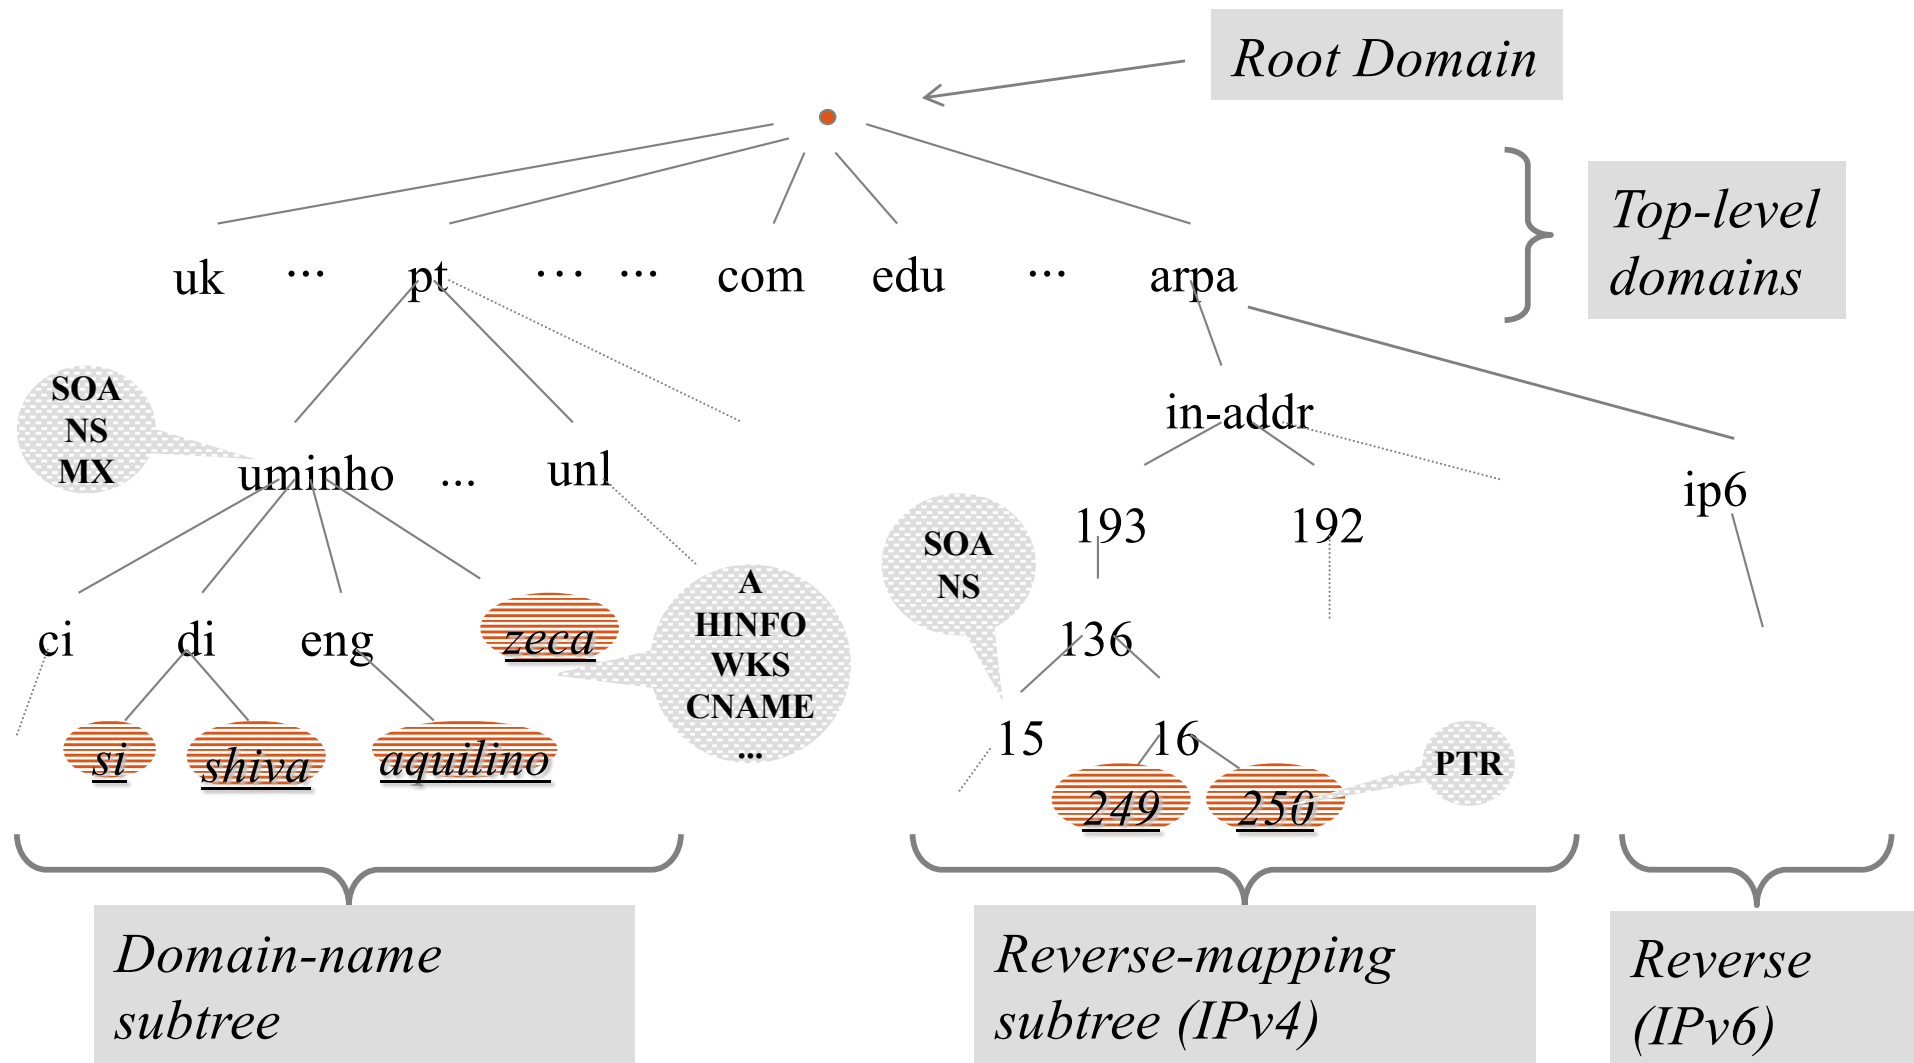 Root Domain
Top-level
domains
uk ... pt ... ... com edu ... arpa
SOA
NS
MX
in-addr
uminho ... unl
ip6
193 192
SOA
NS
A
HINFO
WKS
CNAME
...
ci di eng zeca
136
15 16
si shiva aquilino
PTR
249 250
Domain-name
subtree
Reverse-mapping
subtree (IPv4)
Reverse
(IPv6)